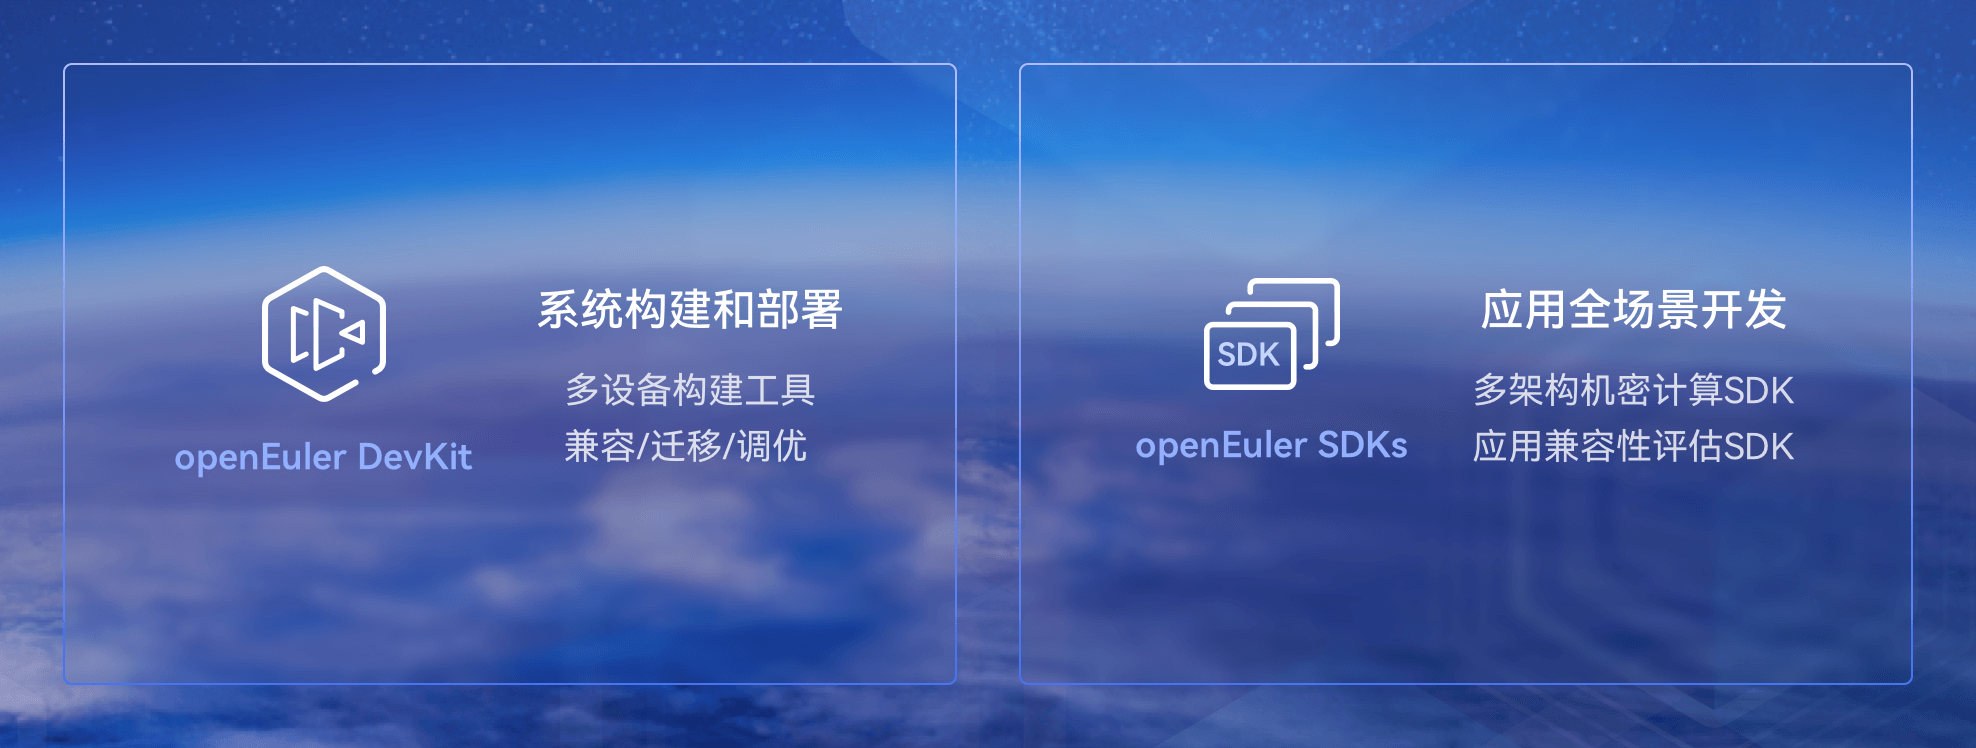 系统构建和部署
多设备构建工具
兼容/迁移/调优
openEuler DevKit
应用全场景开发
SDK
多架构机密计算SDK
应用兼容性评估SDK
openEuler SDKs